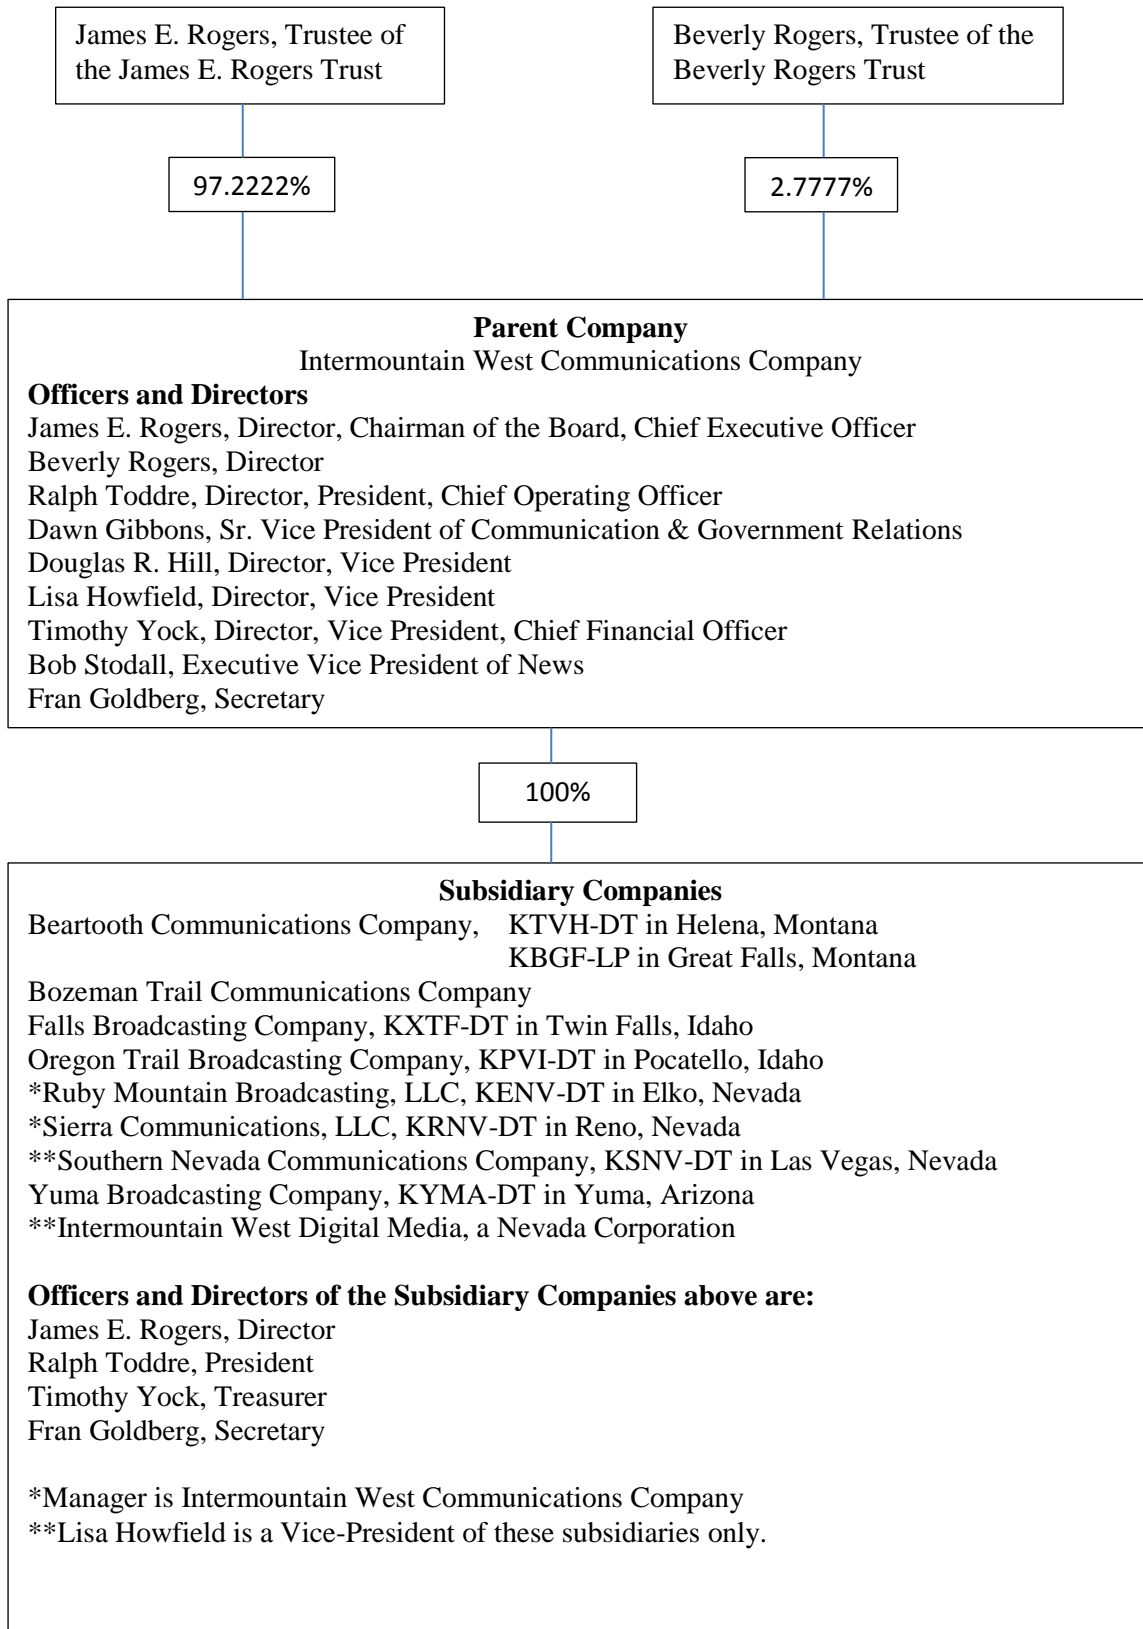 James E. Rogers, Trustee of
the James E. Rogers Trust
Beverly Rogers, Trustee of the
Beverly Rogers Trust
97.2222%
2.7777%
Parent Company
Intermountain West Communications Company
Officers and Directors
James E. Rogers, Director, Chairman of the Board, Chief Executive Officer
Beverly Rogers, Director
Ralph Toddre, Director, President, Chief Operating Officer
Dawn Gibbons, Sr. Vice President of Communication & Government Relations
Douglas R. Hill, Director, Vice President
Lisa Howfield, Director, Vice President
Timothy Yock, Director, Vice President, Chief Financial Officer
Bob Stodall, Executive Vice President of News
Fran Goldberg, Secretary
100%
Subsidiary Companies
Beartooth Communications Company, KTVH-DT in Helena, Montana
KBGF-LP in Great Falls, Montana
Bozeman Trail Communications Company
Falls Broadcasting Company, KXTF-DT in Twin Falls, Idaho
Oregon Trail Broadcasting Company, KPVI-DT in Pocatello, Idaho
*Ruby Mountain Broadcasting, LLC, KENV-DT in Elko, Nevada
*Sierra Communications, LLC, KRNV-DT in Reno, Nevada
**Southern Nevada Communications Company, KSNV-DT in Las Vegas, Nevada
Yuma Broadcasting Company, KYMA-DT in Yuma, Arizona
**Intermountain West Digital Media, a Nevada Corporation
Officers and Directors of the Subsidiary Companies above are:
James E. Rogers, Director
Ralph Toddre, President
Timothy Yock, Treasurer
Fran Goldberg, Secretary
*Manager is Intermountain West Communications Company
**Lisa Howfield is a Vice-President of these subsidiaries only.